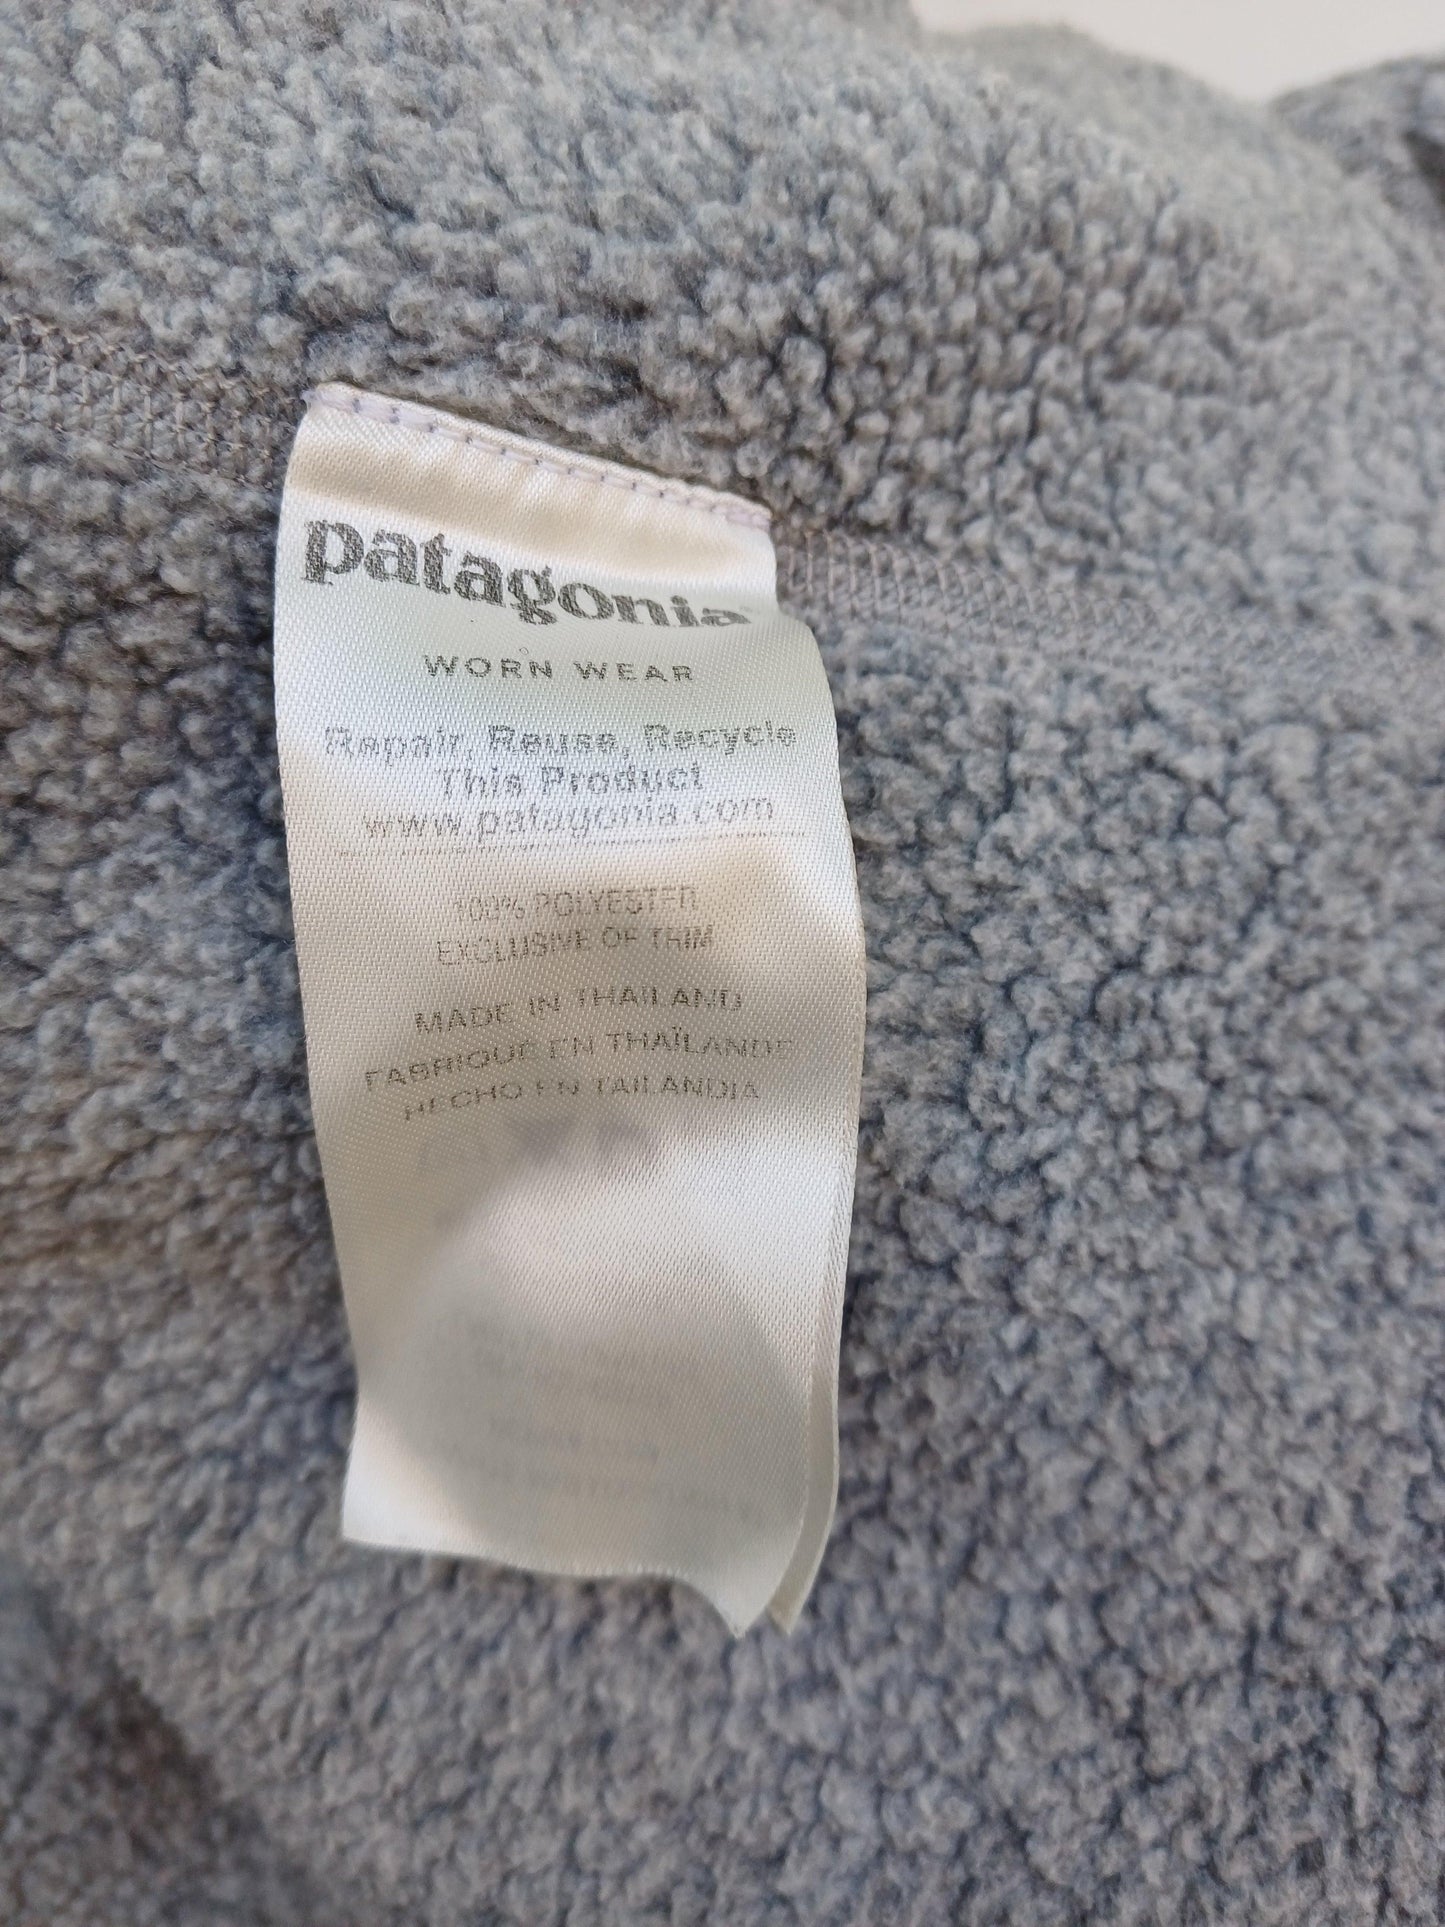 patagonia
WORN WEAR
Repair, Reuse, Recycle
This Product
www.patagonia.com
100% POLYESTER
EXCLUSIVE OF TRIM
MADE IN THAILAND
FABRIQUÉ EN THAÏLANDE
HECHO EN TAILANDIA